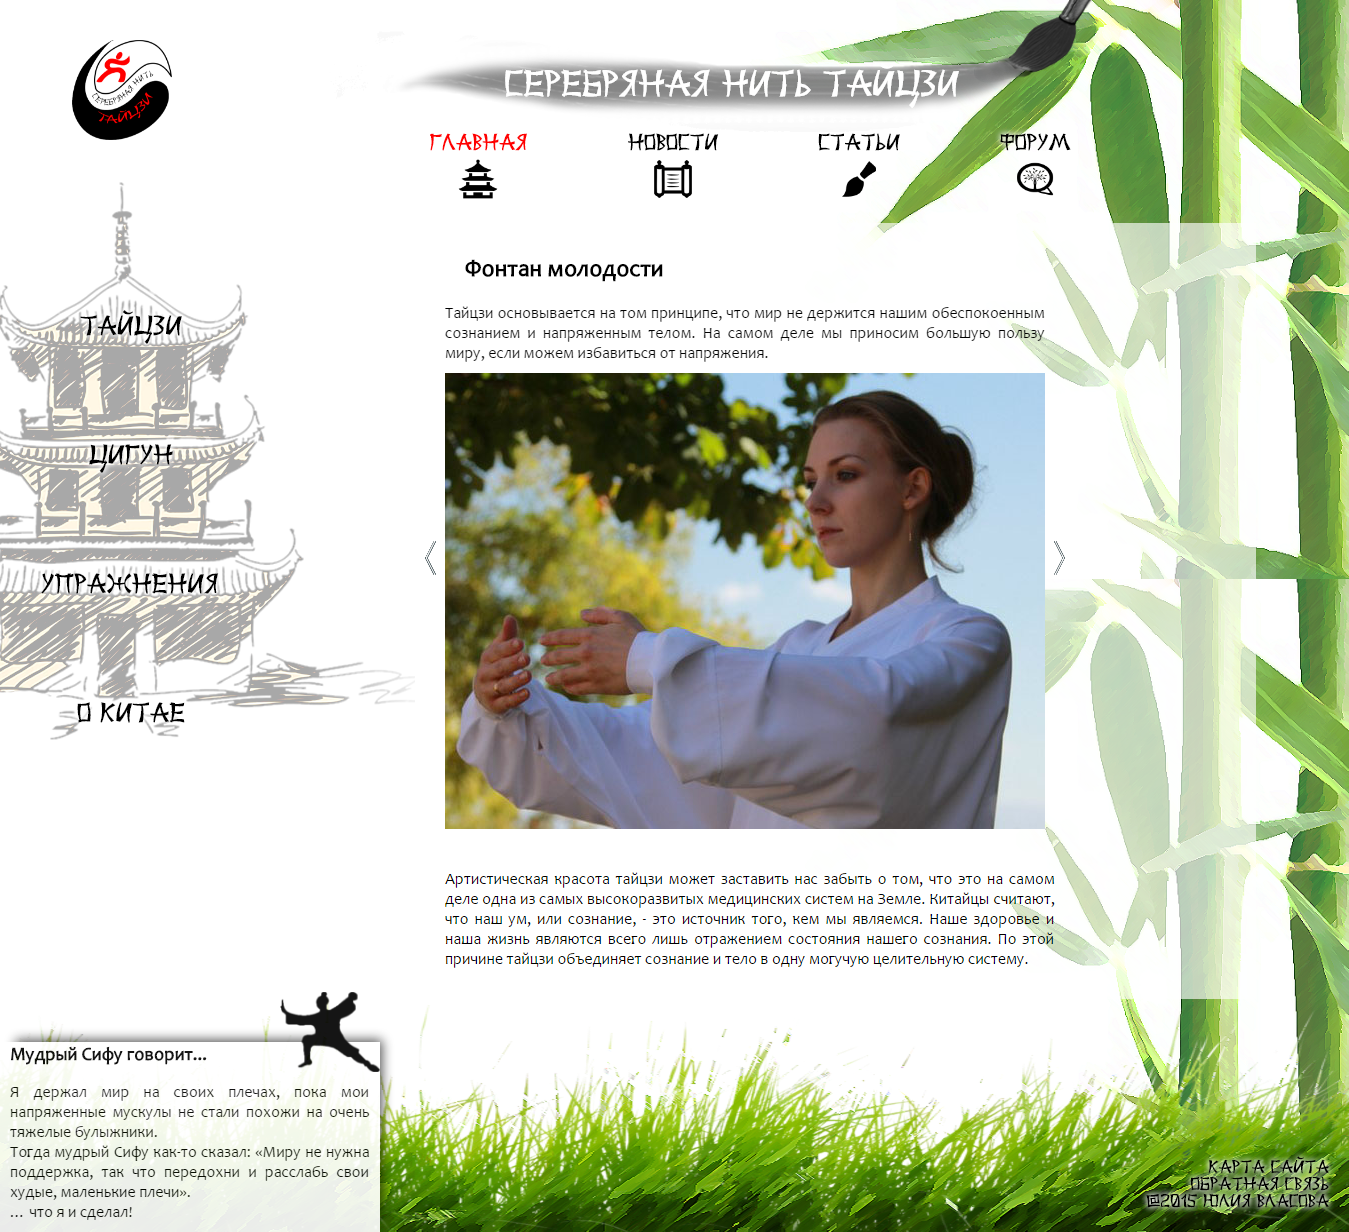 СЕРЕБРЯНАЯ НИТЬ
ТАЙЦЗИ
СЕРЕБРЯНАЯ НИТЬ ТАЙЦЗИ
ГЛАВНАЯ НОВОСТИ СТАТЬИ ФОРУМ
Фонтан молодости
Тайцзи основывается на том принципе, что мир не держится нашим обеспокоенным
сознанием и напряженным телом. На самом деле мы приносим большую пользу
миру, если можем избавиться от напряжения.
ТАЙЦЗИ
ЦИГУН
УПРАЖНЕНИЯ
О КИТАЕ
Артистическая красота тайцзи может заставить нас забыть о том, что это на самом
деле одна из самых высокоразвитых медицинских систем на Земле. Китайцы считают,
что наш ум, или сознание, - это источник того, кем мы являемся. Наше здоровье и
наша жизнь являются всего лишь отражением состояния нашего сознания. По этой
причине тайцзи объединяет сознание и тело в одну могучую целительную систему.
Мудрый Сифу говорит...
Я держал мир на своих плечах, пока мои
напряженные мускулы не стали похожи на очень
тяжелые булыжники.
Тогда мудрый Сифу как-то сказал: «Миру не нужна
поддержка, так что передохни и расслабь свои
худые, маленькие плечи».
... что я и сделал!
КАРТА САЙТА
ОБРАТНАЯ СВЯЗЬ
@2015 ЮЛИЯ ВЛАСОВА